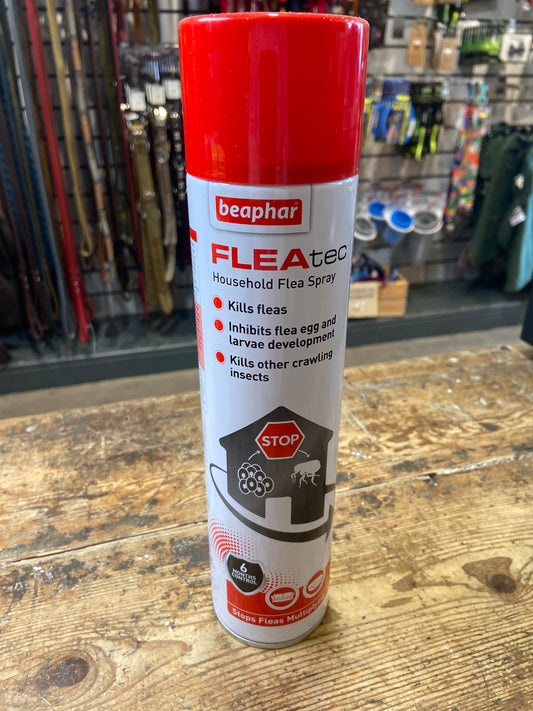 beaphar
FLEAtec
Household Flea Spray
Kills fleas
Inhibits flea egg and
larvae development
Kills other crawling
insects
STOP
6
MONTHS
CONTROL
Stops Fleas